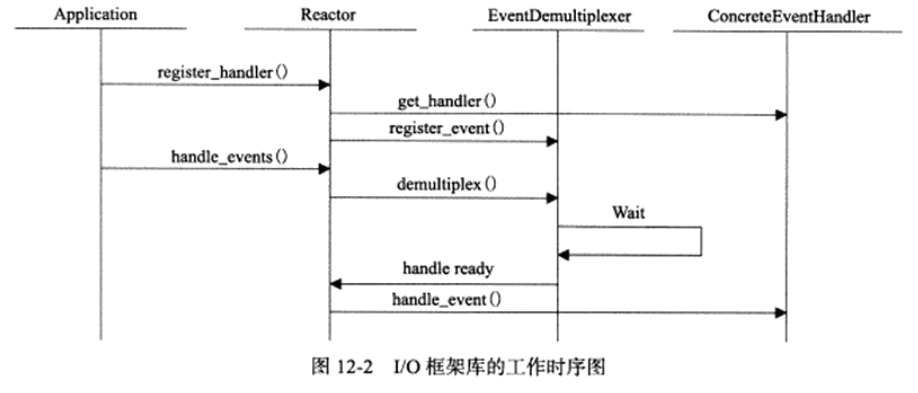 Application Reactor EventDemultiplexer ConcreteEventHandler
register_handler()
get_handler()
register_event()
handle_events()
demultiplex()
Wait
handle ready
handle_event()
图 12-2 I/O 框架库的工作时序图